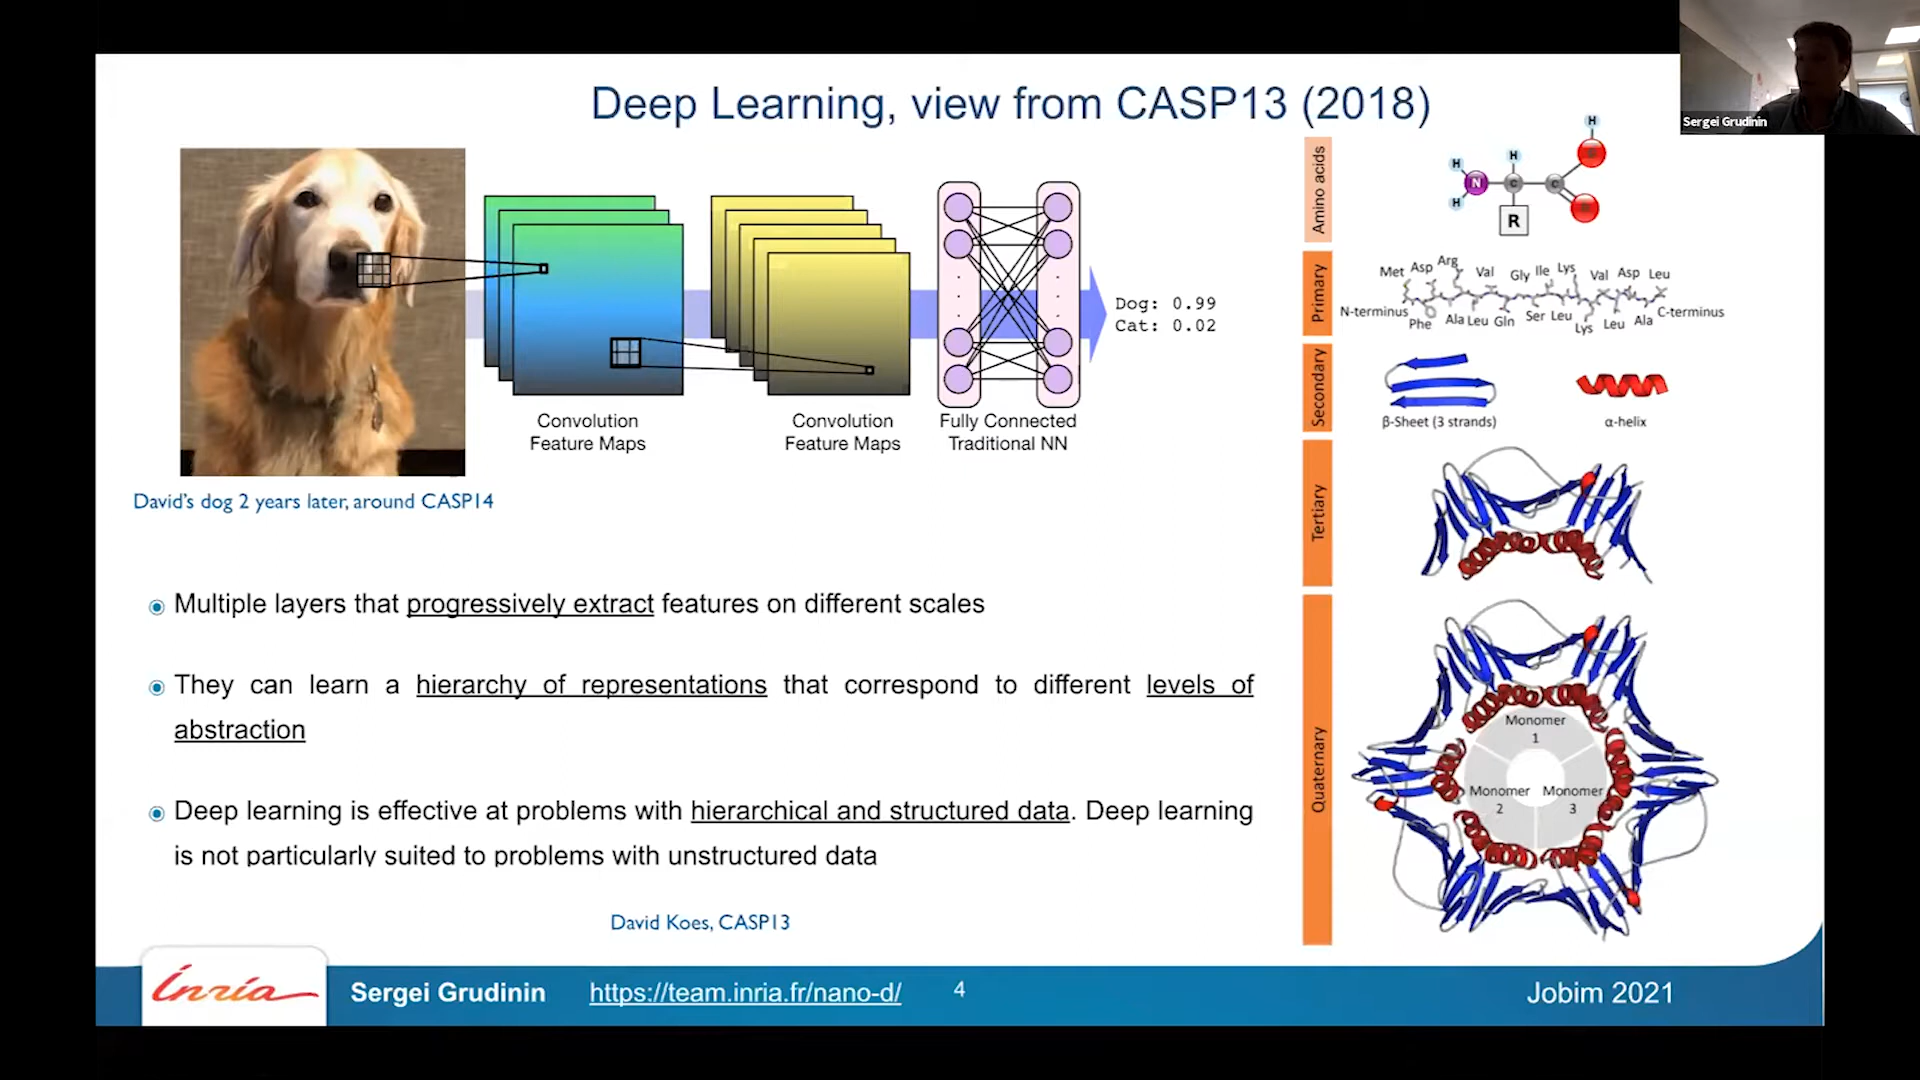 Deep Learning, view from CASP13 (2018)
Sergei Grudinin
Dog: 0.99
Cat: 0.02
Convolution
Feature Maps
Convolution
Feature Maps
Fully Connected
Traditional NN
David's dog 2 years later, around CASP14
Multiple layers that progressively extract features on different scales
They can learn a hierarchy of representations that correspond to different levels of
abstraction
Deep learning is effective at problems with hierarchical and structured data. Deep learning
is not particularly suited to problems with unstructured data
David Koes, CASP13
Amino acids
H
H
H
N
C
C
H
R
Primary
Met Asp Arg Val Gly Ile Lys Val Asp Leu
N-terminus
C-terminus
Phe Ala Leu Gln Ser Leu Lys Leu Ala
Secondary
β-Sheet (3 strands)
α-helix
Tertiary
Quaternary
Monomer
1
Monomer
2
Monomer
3
Inria
Sergei Grudinin
https://team.inria.fr/nano-d/
4
Jobim 2021